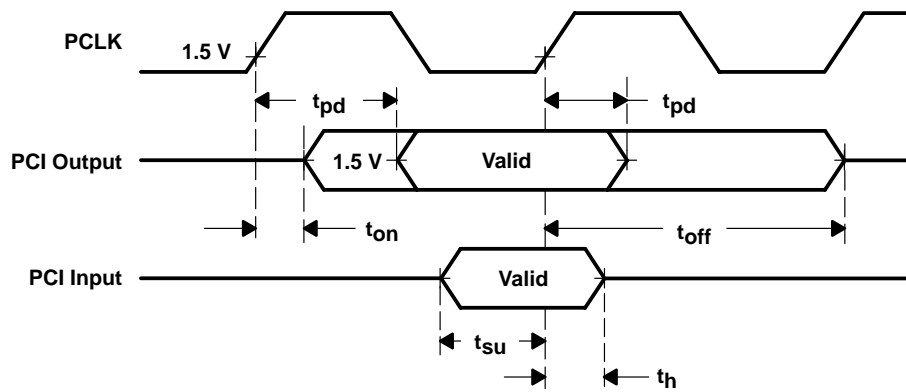 PCLK
1.5 V
tpd
tpd
PCI Output
1.5 V
Valid
ton
toff
PCI Input
Valid
tsu
th